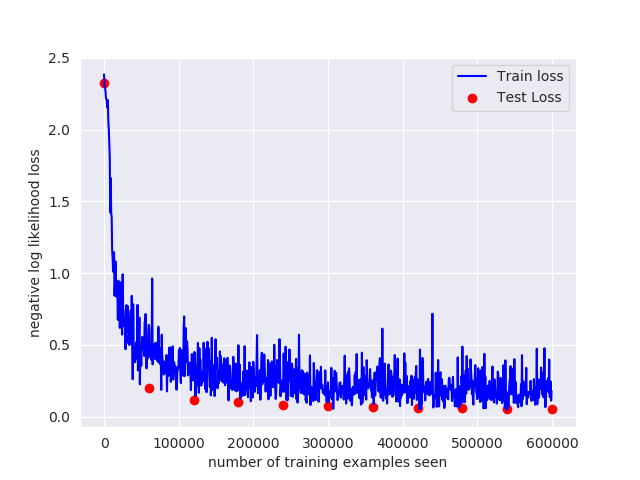 2.5
2.0
1.5
1.0
0.5
0.0
negative log likelihood loss
Train loss
Test Loss
0 100000 200000 300000 400000 500000 600000
number of training examples seen